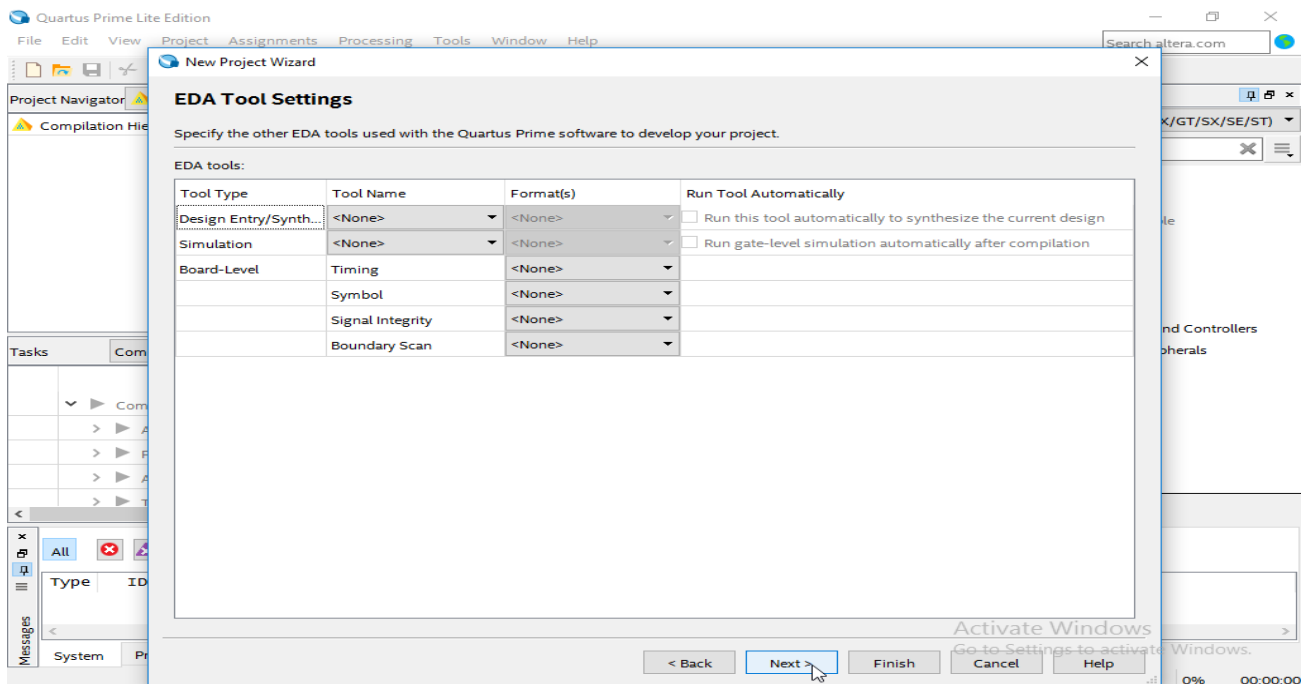 Quartus Prime Lite Edition
File Edit View Project Assignments Processing Tools Window Help
Search altera.com
New Project Wizard
Project Navigator
Compilation Hie
X/GT/SX/SE/ST)
EDA Tool Settings
Specify the other EDA tools used with the Quartus Prime software to develop your project.
EDA tools:
Tool Type Tool Name Format(s) Run Tool Automatically
Design Entry/Synth... <None> <None> Run this tool automatically to synthesize the current design
Simulation <None> <None> Run gate-level simulation automatically after compilation
Board-Level Timing <None>
Symbol <None>
Signal Integrity <None>
Boundary Scan <None>
le
nd Controllers
pherals
Tasks Com
Com
A
F
A
T
All
Type ID
Messages
System Pr
Activate Windows
Go to Settings to activate Windows.
< Back Next > Finish Cancel Help
0% 00:00:00